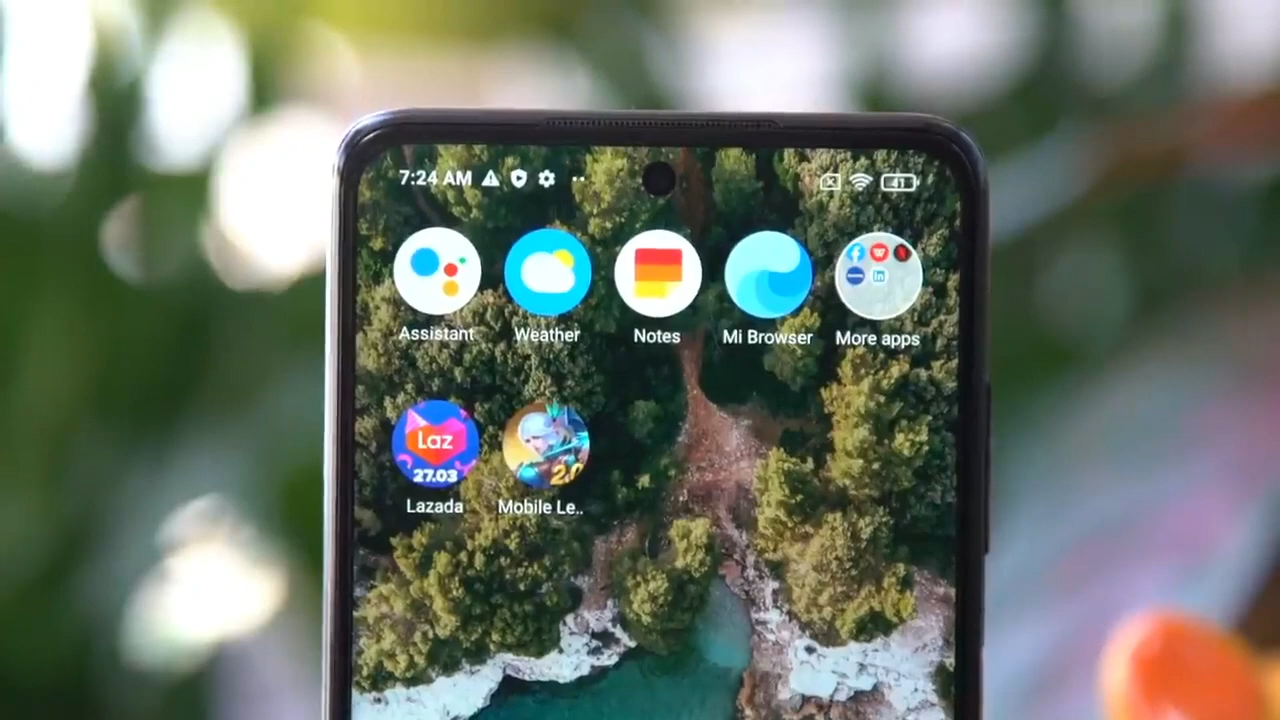 7:24 AM
41
Assistant
Weather
Notes
Mi Browser
More apps
Laz
27.03
2.0
Lazada
Mobile Le..